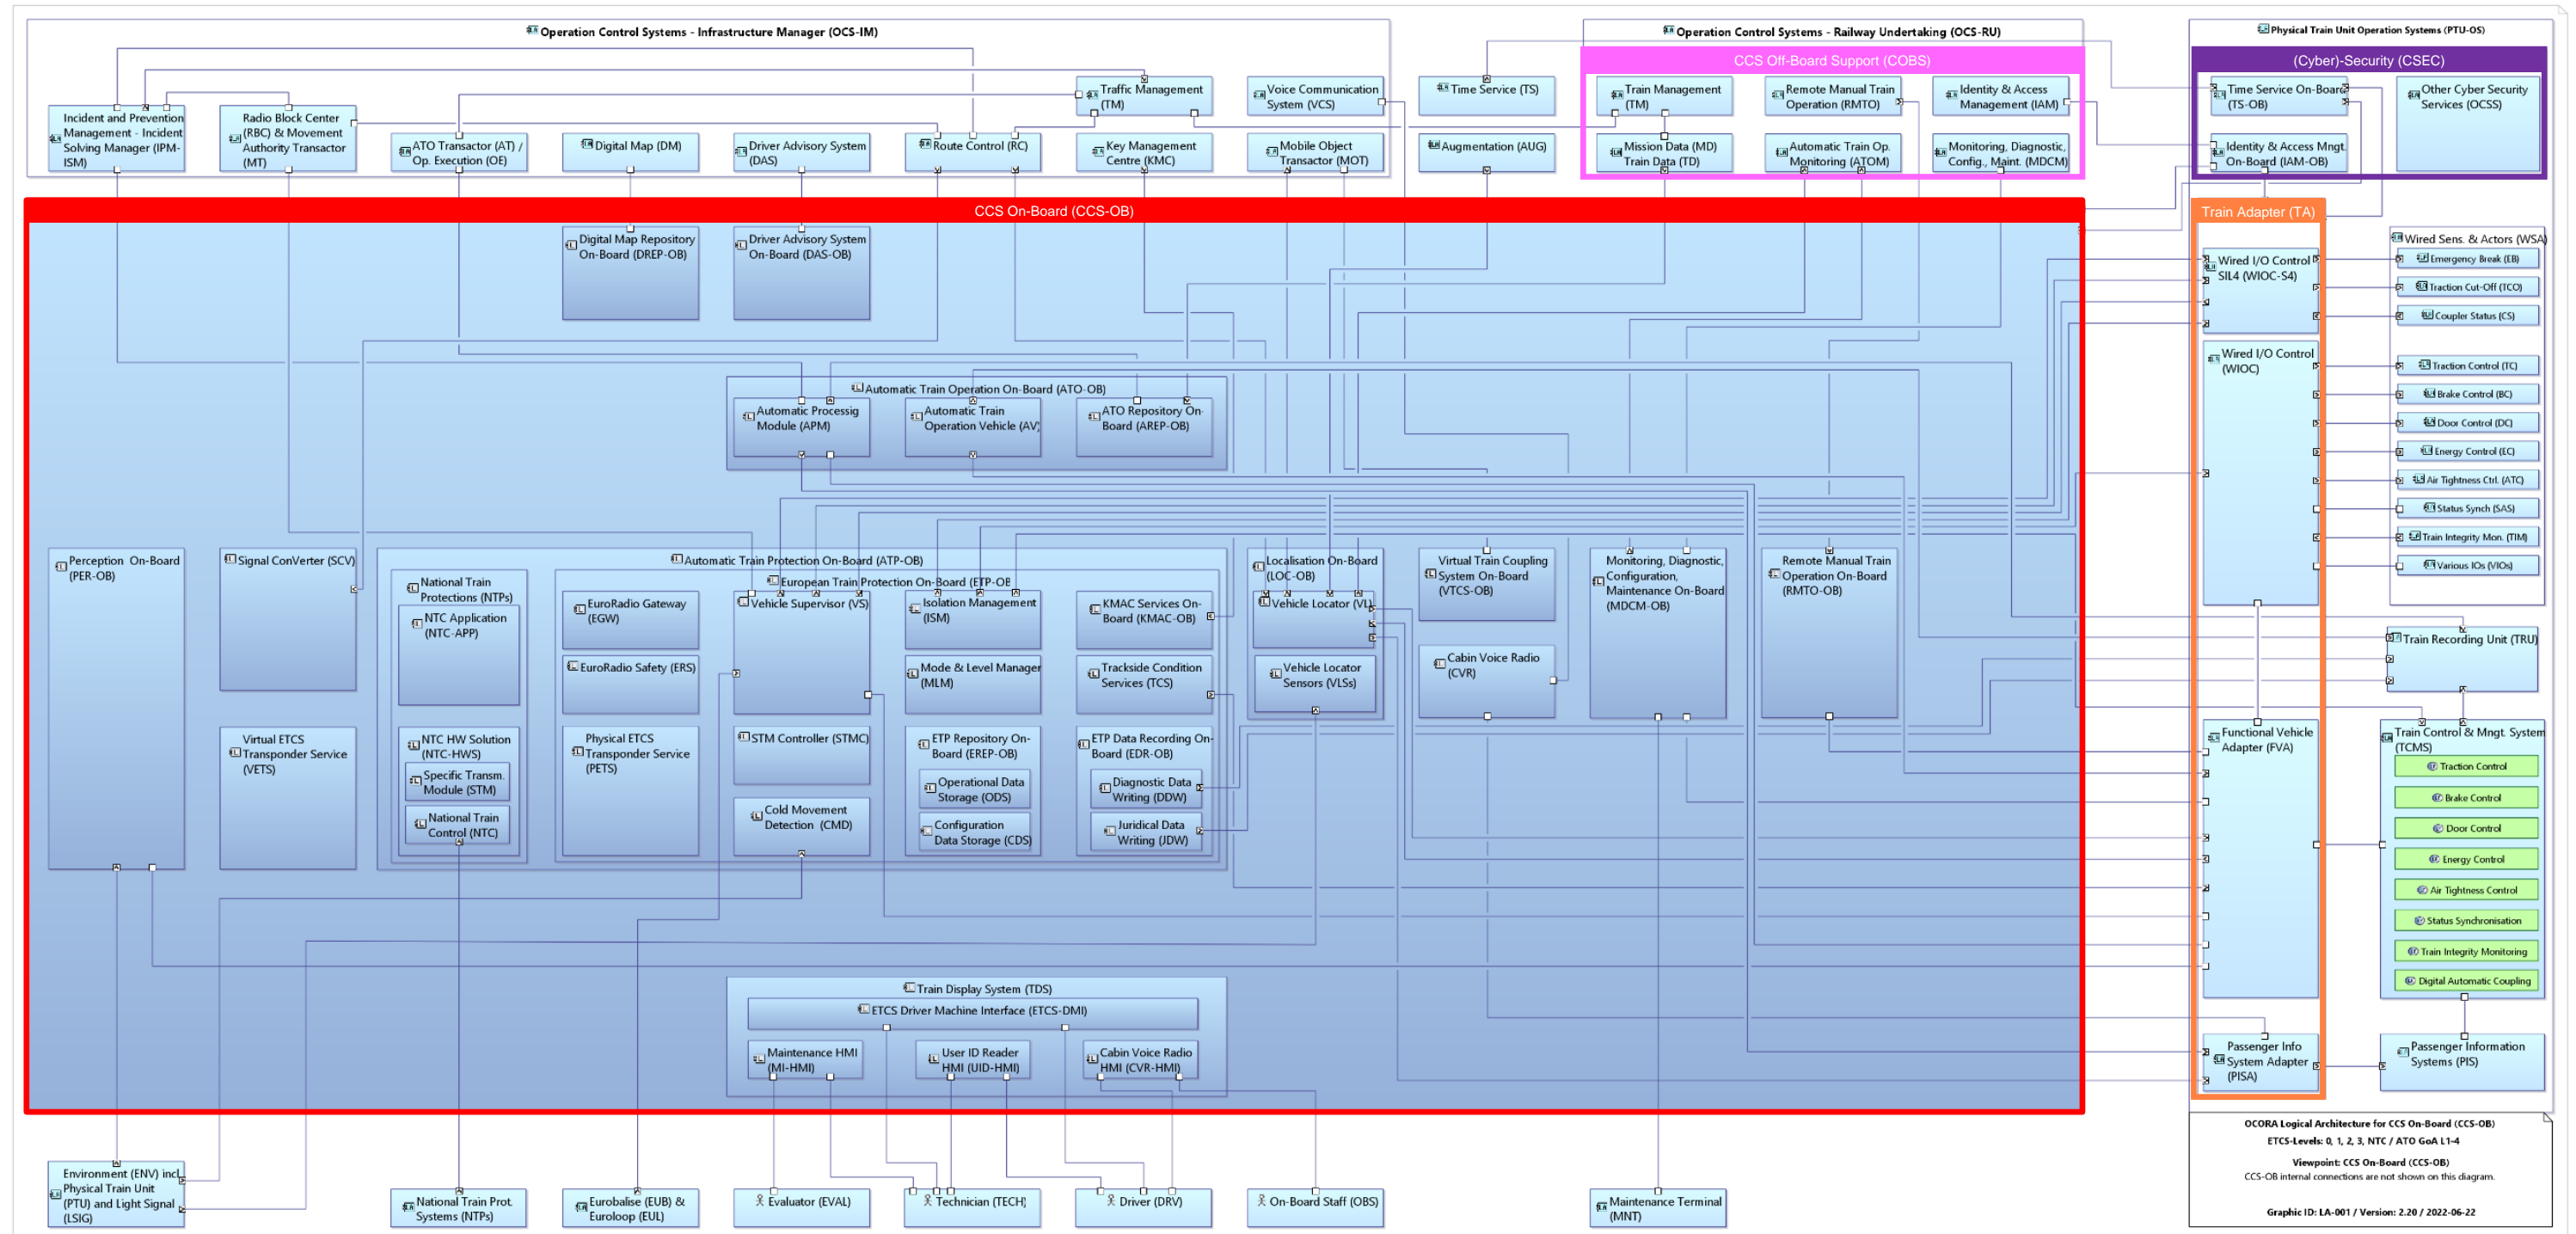 Operation Control Systems - Infrastructure Manager (OCS-IM)
Operation Control Systems - Railway Undertaking (OCS-RU)
Physical Train Unit Operation Systems (PTU-OS)
CCS Off-Board Support (COBS)
(Cyber)-Security (CSEC)
Incident and Prevention
Management - Incident
Solving Manager (IPM-
ISM)
Radio Block Center
(RBC) & Movement
Authority Transactor
(MT)
ATO Transactor (AT) /
Op. Execution (OE)
Digital Map (DM)
Driver Advisory System
(DAS)
Route Control (RC)
Traffic Management
(TM)
Key Management
Centre (KMC)
Voice Communication
System (VCS)
Mobile Object
Transactor (MOT)
Time Service (TS)
Augmentation (AUG)
Train Management
(TM)
Mission Data (MD)
Train Data (TD)
Remote Manual Train
Operation (RMTO)
Automatic Train Op.
Monitoring (ATOM)
Identity & Access
Management (IAM)
Monitoring, Diagnostic,
Config., Maint. (MDCM)
Time Service On-Board
(TS-OB)
Identity & Access Mngt.
On-Board (IAM-OB)
Other Cyber Security
Services (OCSS)
CCS On-Board (CCS-OB)
Train Adapter (TA)
Digital Map Repository
On-Board (DREP-OB)
Driver Advisory System
On-Board (DAS-OB)
Automatic Train Operation On-Board (ATO-OB)
Automatic Processig
Module (APM)
Automatic Train
Operation Vehicle (AV)
ATO Repository On-
Board (AREP-OB)
Perception On-Board
(PER-OB)
Signal ConVerter (SCV)
Virtual ETCS
Transponder Service
(VETS)
Automatic Train Protection On-Board (ATP-OB)
National Train
Protections (NTPs)
NTC Application
(NTC-APP)
NTC HW Solution
(NTC-HWS)
Specific Transm.
Module (STM)
National Train
Control (NTC)
European Train Protection On-Board (ETP-OB
EuroRadio Gateway
(EGW)
EuroRadio Safety (ERS)
Physical ETCS
Transponder Service
(PETS)
Vehicle Supervisor (VS)
STM Controller (STMC)
Cold Movement
Detection (CMD)
Isolation Management
(ISM)
Mode & Level Manager
(MLM)
ETP Repository On-
Board (EREP-OB)
Operational Data
Storage (ODS)
Configuration
Data Storage (CDS)
KMAC Services On-
Board (KMAC-OB)
Trackside Condition
Services (TCS)
ETP Data Recording On-
Board (EDR-OB)
Diagnostic Data
Writing (DDW)
Juridical Data
Writing (JDW)
Localisation On-Board
(LOC-OB)
Vehicle Locator (VL)
Vehicle Locator
Sensors (VLSs)
Virtual Train Coupling
System On-Board
(VTCS-OB)
Cabin Voice Radio
(CVR)
Monitoring, Diagnostic,
Configuration,
Maintenance On-Board
(MDCM-OB)
Remote Manual Train
Operation On-Board
(RMTO-OB)
Train Display System (TDS)
ETCS Driver Machine Interface (ETCS-DMI)
Maintenance HMI
(MI-HMI)
User ID Reader
HMI (UID-HMI)
Cabin Voice Radio
HMI (CVR-HMI)
Wired I/O Control
SIL4 (WIOC-S4)
Wired I/O Control
(WIOC)
Functional Vehicle
Adapter (FVA)
Passenger Info
System Adapter
(PISA)
Wired Sens. & Actors (WSA)
Emergency Break (EB)
Traction Cut-Off (TCO)
Coupler Status (CS)
Traction Control (TC)
Brake Control (BC)
Door Control (DC)
Energy Control (EC)
Air Tightness Ctrl. (ATC)
Status Synch (SAS)
Train Integrity Mon. (TIM)
Various IOs (VIOs)
Train Recording Unit (TRU)
Train Control & Mngt. System
(TCMS)
Traction Control
Brake Control
Door Control
Energy Control
Air Tightness Control
Status Synchronisation
Train Integrity Monitoring
Digital Automatic Coupling
Passenger Information
Systems (PIS)
Environment (ENV) incl.
Physical Train Unit
(PTU) and Light Signal
(LSIG)
National Train Prot.
Systems (NTPs)
Eurobalise (EUB) &
Euroloop (EUL)
Evaluator (EVAL)
Technician (TECH)
Driver (DRV)
On-Board Staff (OBS)
Maintenance Terminal
(MNT)
OCORA Logical Architecture for CCS On-Board (CCS-OB)
ETCS-Levels: 0, 1, 2, 3, NTC / ATO GoA L1-4
Viewpoint: CCS On-Board (CCS-OB)
CCS-OB internal connections are not shown on this diagram.
Graphic ID: LA-001 / Version: 2.20 / 2022-06-22